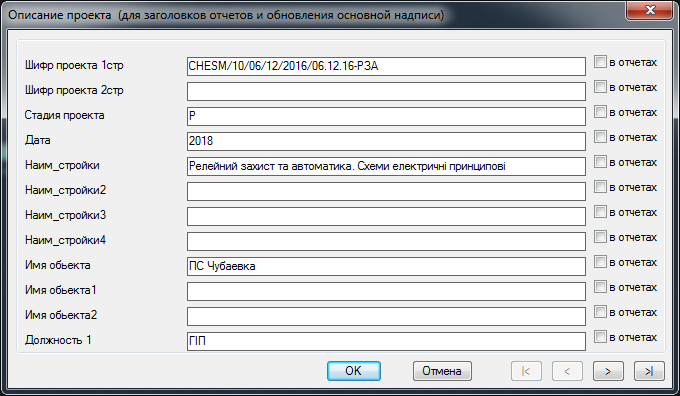 Описание проекта (для заголовков отчетов и обновления основной надписи)
Шифр проекта 1стр CHESM/10/06/12/2016/06.12.16-РЗА в отчетах
Шифр проекта 2стр в отчетах
Стадия проекта Р в отчетах
Дата 2018 в отчетах
Наим_стройки Релейний захист та автоматика. Схеми електричні принципові в отчетах
Наим_стройки2 в отчетах
Наим_стройки3 в отчетах
Наим_стройки4 в отчетах
Имя обьекта ПС Чубаевка в отчетах
Имя обьекта1 в отчетах
Имя обьекта2 в отчетах
Должность 1 ГІП в отчетах
OK Отмена |< < > >|